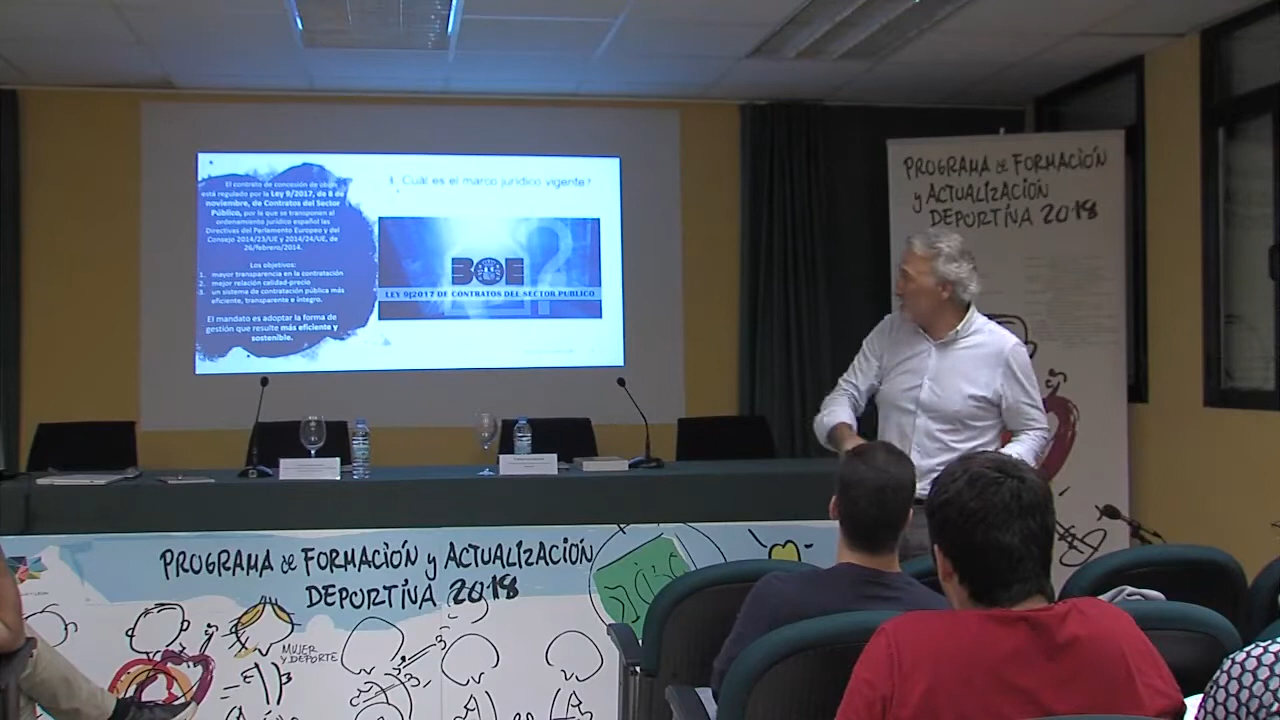 El contrato de concesión de obras
está regulado por la Ley 9/2017, de 8 de
noviembre, de Contratos del Sector
Público, por la que se transponen al
ordenamiento jurídico español las
Directivas del Parlamento Europeo y del
Consejo 2014/23/UE y 2014/24/UE, de
26/febrero/2014.
Los objetivos:
1. mayor transparencia en la contratación
2. mejor relación calidad-precio
3. un sistema de contratación pública más
eficiente, transparente e íntegro.
El mandato es adoptar la forma de
gestión que resulte más eficiente y
sostenible.
Cuál es el marco jurídico vigente?
BOE
LEY 9|2017 DE CONTRATOS DEL SECTOR PUBLICO
PROGRAMA de FORMACIÓN
y ACTUALIZACIÓN
DEPORTIVA 2018
PROGRAMA de FORMACIÓN y ACTUALIZACIÓN
DEPORTIVA 2018
MUJER
Y DEPORTE